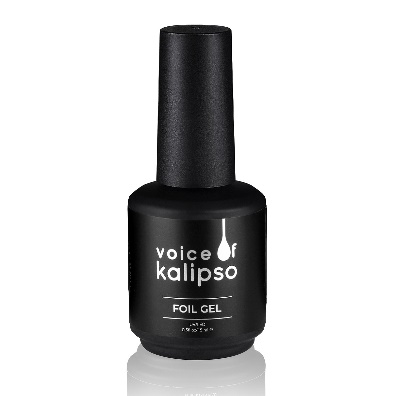 voice of
kalipso
FOIL GEL